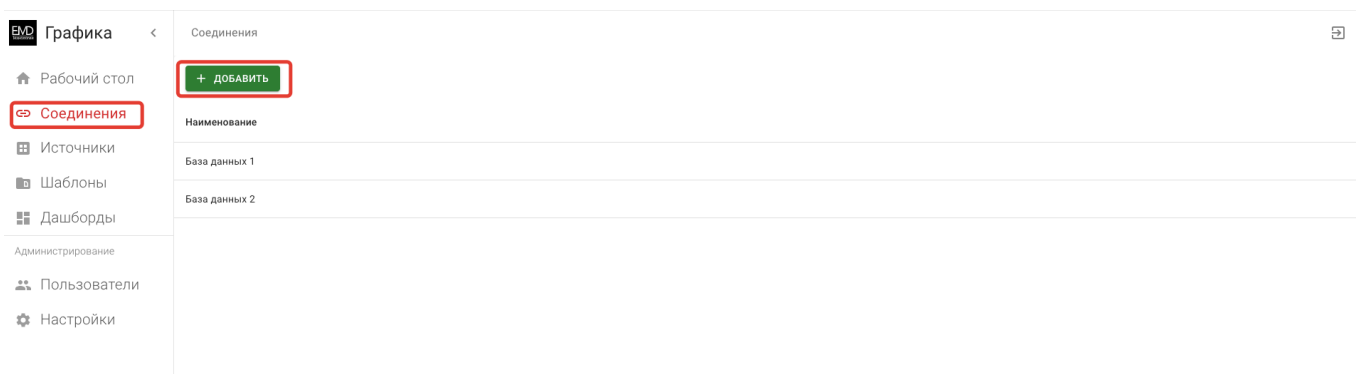 EMD Графика
Соединения
Рабочий стол
+ ДОБАВИТЬ
Соединения
Наименование
Источники
База данных 1
Шаблоны
База данных 2
Дашборды
Администрирование
Пользователи
Настройки